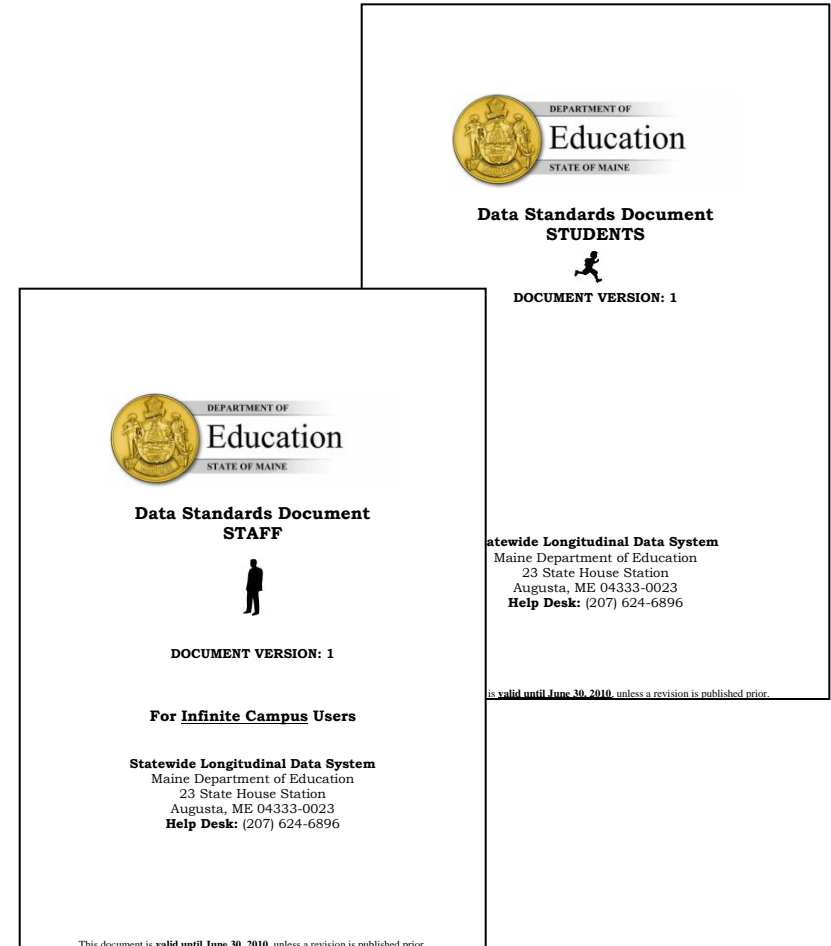 DEPARTMENT OF
Education
STATE OF MAINE
Data Standards Document
STUDENTS
DOCUMENT VERSION: 1
atewide Longitudinal Data System
Maine Department of Education
23 State House Station
Augusta, ME 04333-0023
Help Desk: (207) 624-6896
is valid until June 30, 2010, unless a revision is published prior.
DEPARTMENT OF
Education
STATE OF MAINE
Data Standards Document
STAFF
DOCUMENT VERSION: 1
For Infinite Campus Users
Statewide Longitudinal Data System
Maine Department of Education
23 State House Station
Augusta, ME 04333-0023
Help Desk: (207) 624-6896
This document is valid until June 30, 2010, unless a revision is published prior.